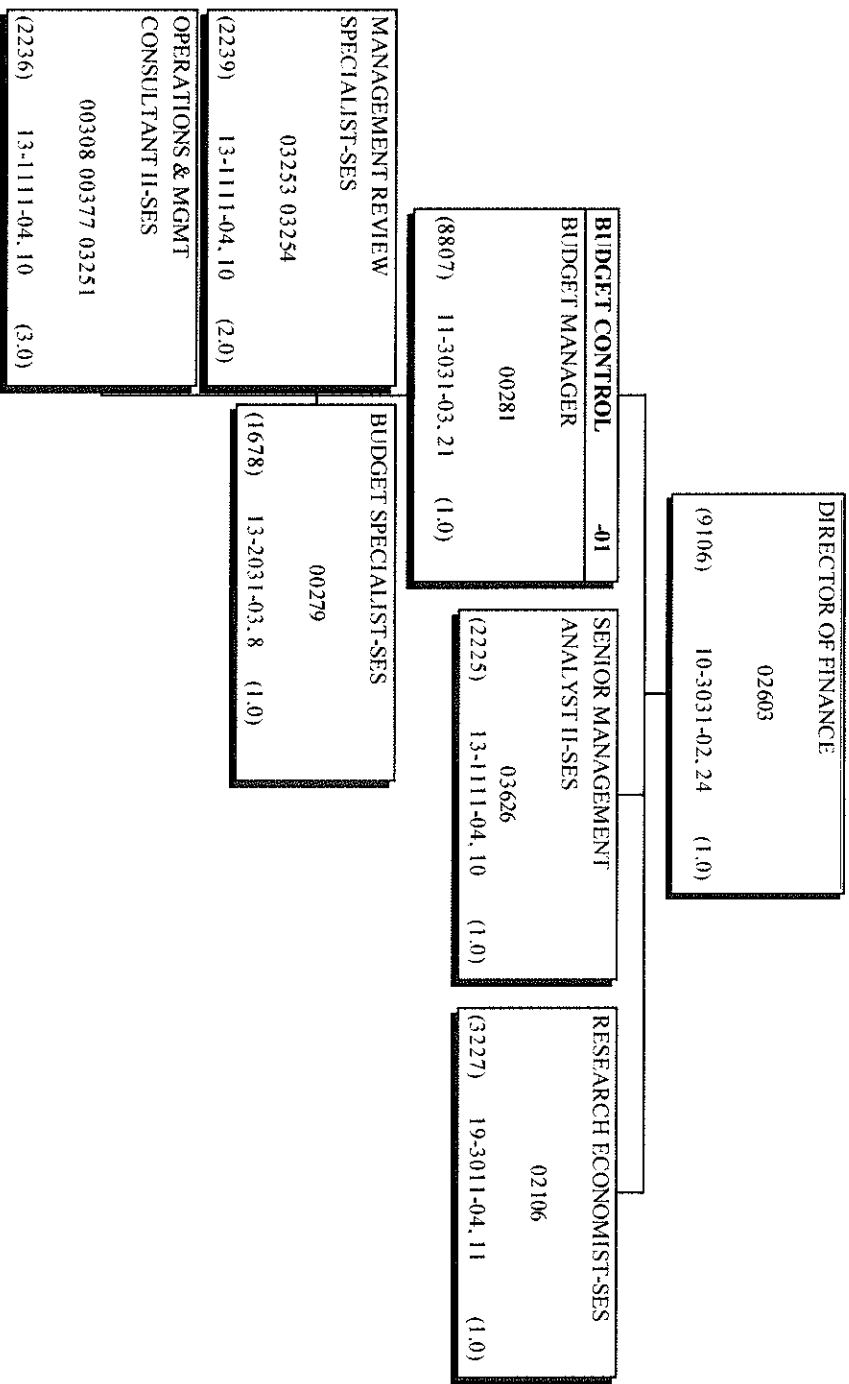 DIRECTOR OF FINANCE
02603
(9106) 10-3031-02, 24 (1.0)
BUDGET CONTROL -01
BUDGET MANAGER
00281
(8807) 11-3031-03, 21 (1.0)
SENIOR MANAGEMENT
ANALYST II-SES
03626
(2225) 13-1111-04, 10 (1.0)
RESEARCH ECONOMIST-SES
02106
(3227) 19-3011-04, 11 (1.0)
MANAGEMENT REVIEW
SPECIALIST-SES
03253 03254
(2239) 13-1111-04, 10 (2.0)
BUDGET SPECIALIST-SES
00279
(1678) 13-2031-03, 8 (1.0)
OPERATIONS & MGMT
CONSULTANT II-SES
00308 00377 03251
(2236) 13-1111-04, 10 (3.0)